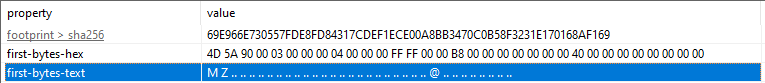 property value
footprint > sha256 69E966E730557FDE8FD84317CDEF1ECE00A8BB3470C0B58F3231E170168AF169
first-bytes-hex 4D 5A 90 00 03 00 00 00 04 00 00 00 FF FF 00 00 B8 00 00 00 00 00 00 00 40 00 00 00 00 00 00 00
first-bytes-text M Z .. .. .. .. .. .. .. .. .. .. .. .. .. .. .. .. .. .. .. .. .. .. @ .. .. .. .. .. .. ..